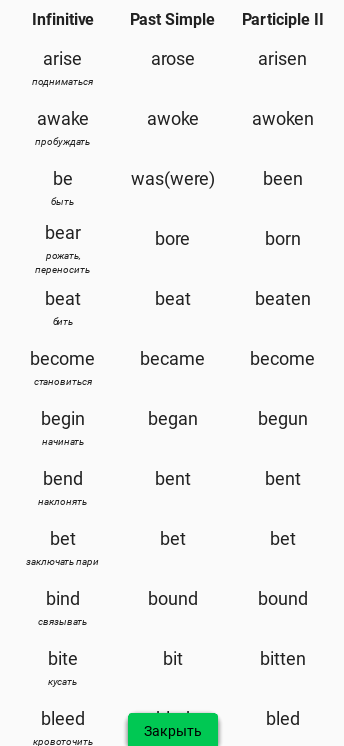 Infinitive Past Simple Participle II
arise arose arisen
подниматься
awake awoke awoken
пробуждать
be was(were) been
быть
bear bore born
рожать,
переносить
beat beat beaten
бить
become became become
становиться
begin began begun
начинать
bend bent bent
наклонять
bet bet bet
заключать пари
bind bound bound
связывать
bite bit bitten
кусать
bleed bled
Закрыть
кровоточить